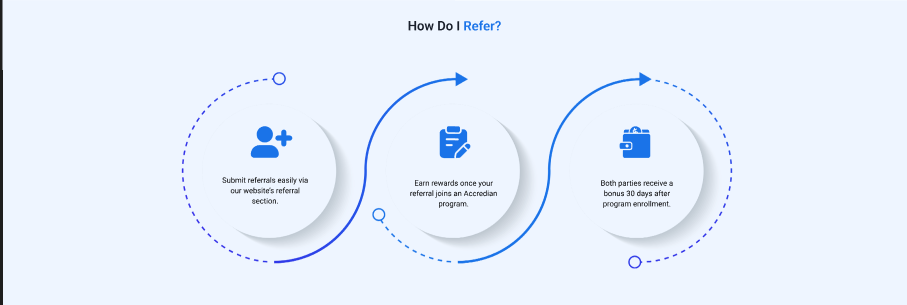 How Do I Refer?
Submit referrals easily via
our website's referral
section.
Earn rewards once your
referral joins an Accredian
program.
Both parties receive a
bonus 30 days after
program enrollment.